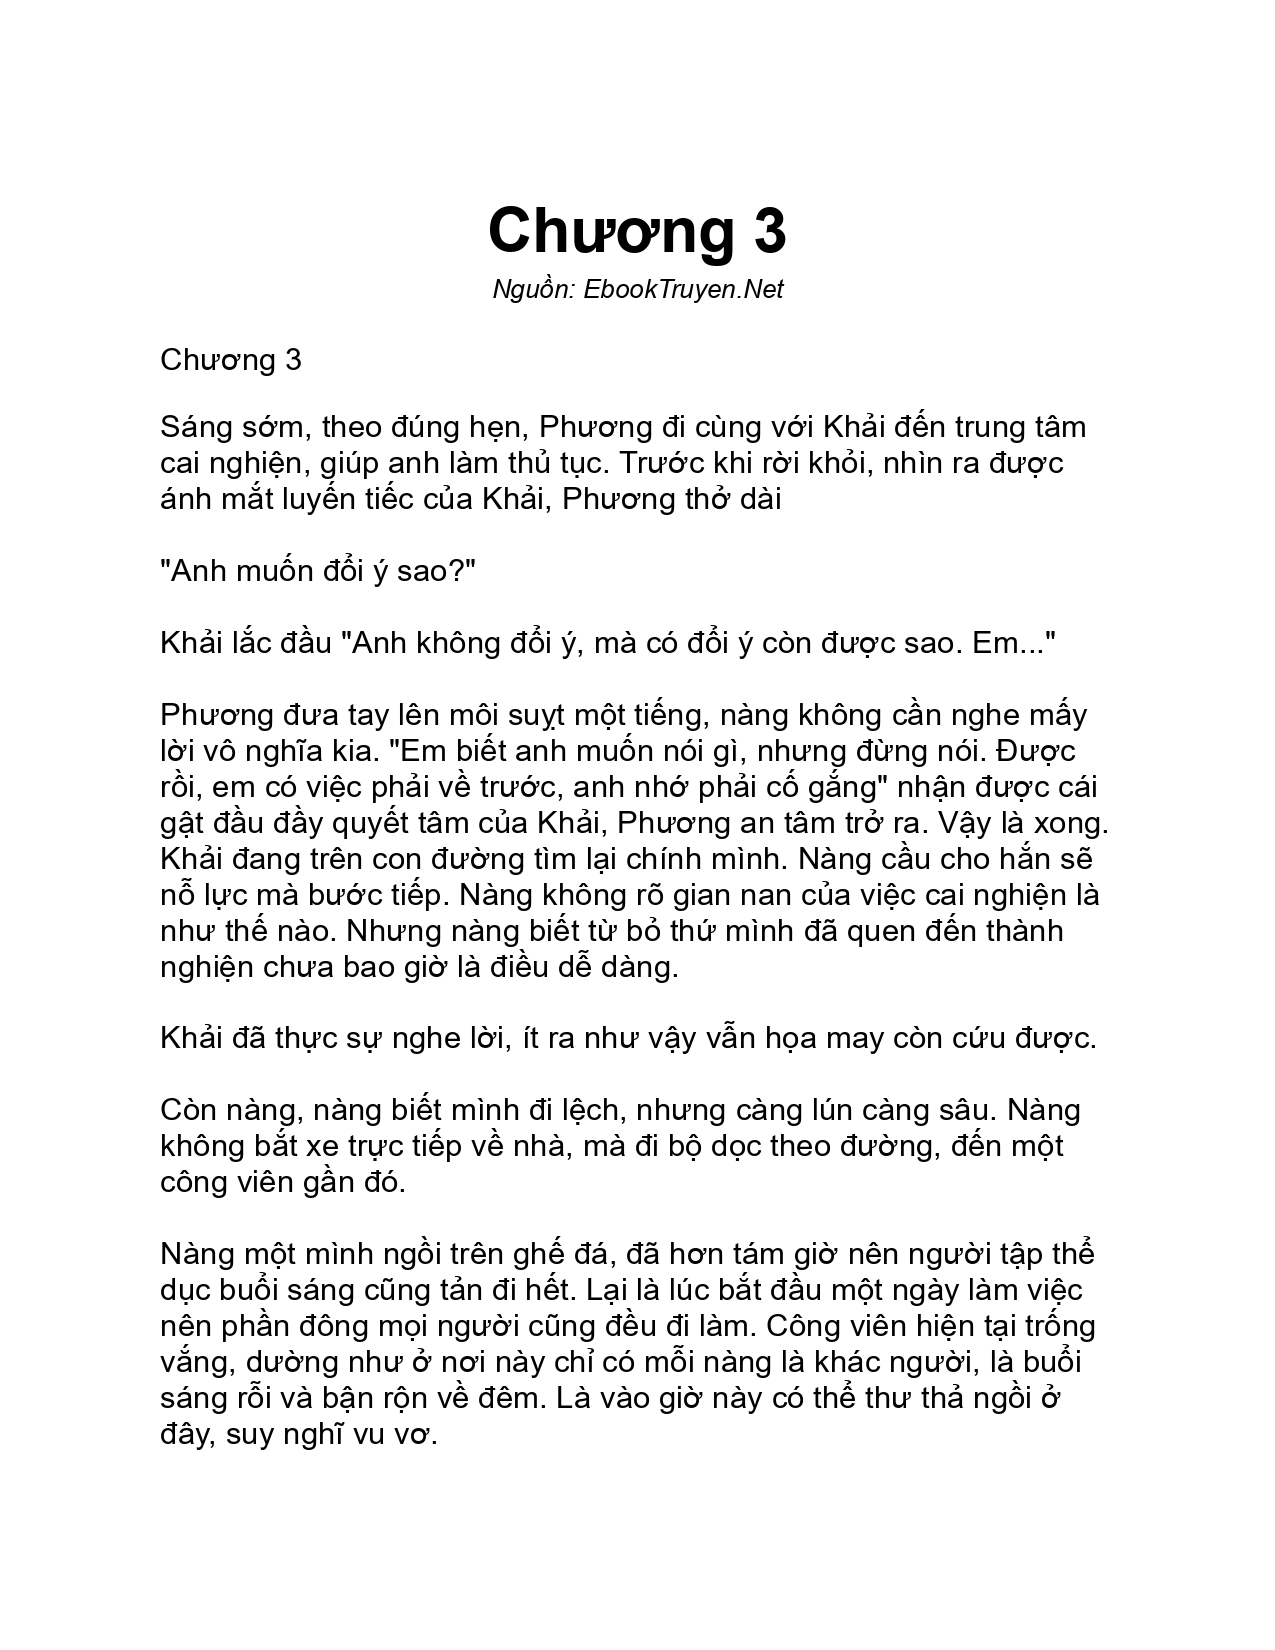 Chương 3
Nguồn: EbookTruyen.Net
Chương 3
Sáng sớm, theo đúng hẹn, Phương đi cùng với Khải đến trung tâm
cai nghiện, giúp anh làm thủ tục. Trước khi rời khỏi, nhìn ra được
ánh mắt luyến tiếc của Khải, Phương thở dài
"Anh muốn đổi ý sao?"
Khải lắc đầu "Anh không đổi ý, mà có đổi ý còn được sao. Em..."
Phương đưa tay lên môi suỵt một tiếng, nàng không cần nghe mấy
lời vô nghĩa kia. "Em biết anh muốn nói gì, nhưng đừng nói. Được
rồi, em có việc phải về trước, anh nhớ phải cố gắng" nhận được cái
gật đầu đầy quyết tâm của Khải, Phương an tâm trở ra. Vậy là xong.
Khải đang trên con đường tìm lại chính mình. Nàng cầu cho hắn sẽ
nỗ lực mà bước tiếp. Nàng không rõ gian nan của việc cai nghiện là
như thế nào. Nhưng nàng biết từ bỏ thứ mình đã quen đến thành
nghiện chưa bao giờ là điều dễ dàng.
Khải đã thực sự nghe lời, ít ra như vậy vẫn họa may còn cứu được.
Còn nàng, nàng biết mình đi lệch, nhưng càng lún càng sâu. Nàng
không bắt xe trực tiếp về nhà, mà đi bộ dọc theo đường, đến một
công viên gần đó.
Nàng một mình ngồi trên ghế đá, đã hơn tám giờ nên người tập thể
dục buổi sáng cũng tản đi hết. Lại là lúc bắt đầu một ngày làm việc
nên phần đông mọi người cũng đều đi làm. Công viên hiện tại trống
vắng, dường như ở nơi này chỉ có mỗi nàng là khác người, là buổi
sáng rỗi và bận rộn về đêm. Là vào giờ này có thể thư thả ngồi ở
đây, suy nghĩ vu vơ.